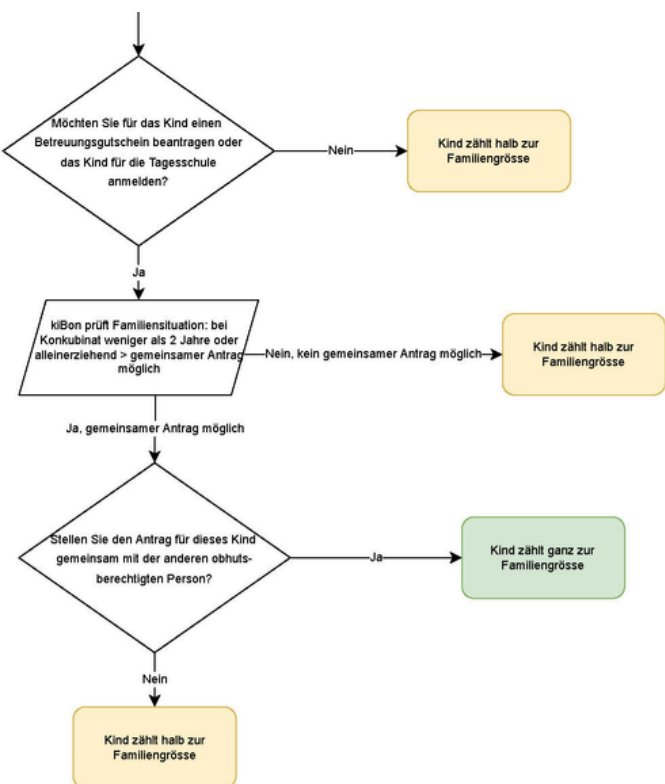 Möchten Sie für das Kind einen
Betreuungsgutschein beantragen oder
das Kind für die Tagesschule
anmelden?
Nein
Kind zählt halb zur
Familiengrösse
Ja
kiBon prüft Familiensituation: bei
Konkubinat weniger als 2 Jahre oder
alleinerziehend > gemeinsamer Antrag
möglich
Nein, kein gemeinsamer Antrag möglich
Kind zählt halb zur
Familiengrösse
Ja, gemeinsamer Antrag möglich
Stellen Sie den Antrag für dieses Kind
gemeinsam mit der anderen obhuts-
berechtigten Person?
Ja
Kind zählt ganz zur
Familiengrösse
Nein
Kind zählt halb zur
Familiengrösse